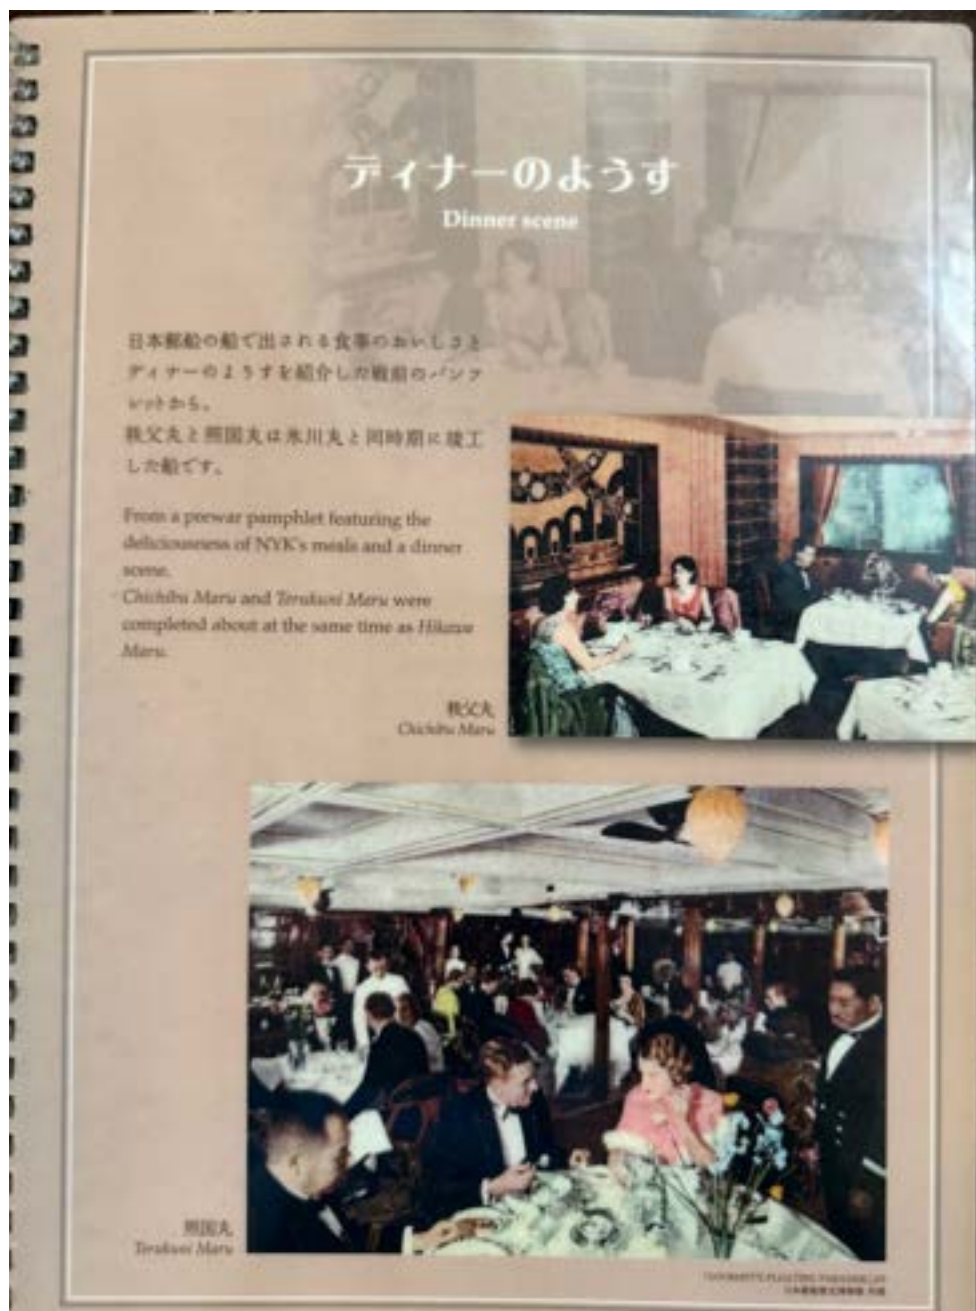 ディナーのようす
Dinner scene
日本郵船の船で出される食事のおいしさと
ディナーのようすを紹介した戦前のパンフ
レットから。
秩父丸と照国丸は氷川丸と同時期に竣工
した船です。
From a prewar pamphlet featuring the
deliciousness of NYK's meals and a dinner
scene.
Chichibu Maru and Terukuni Maru were
completed about at the same time as Hikawa
Maru.
秩父丸
Chichibu Maru
照国丸
Terukuni Maru